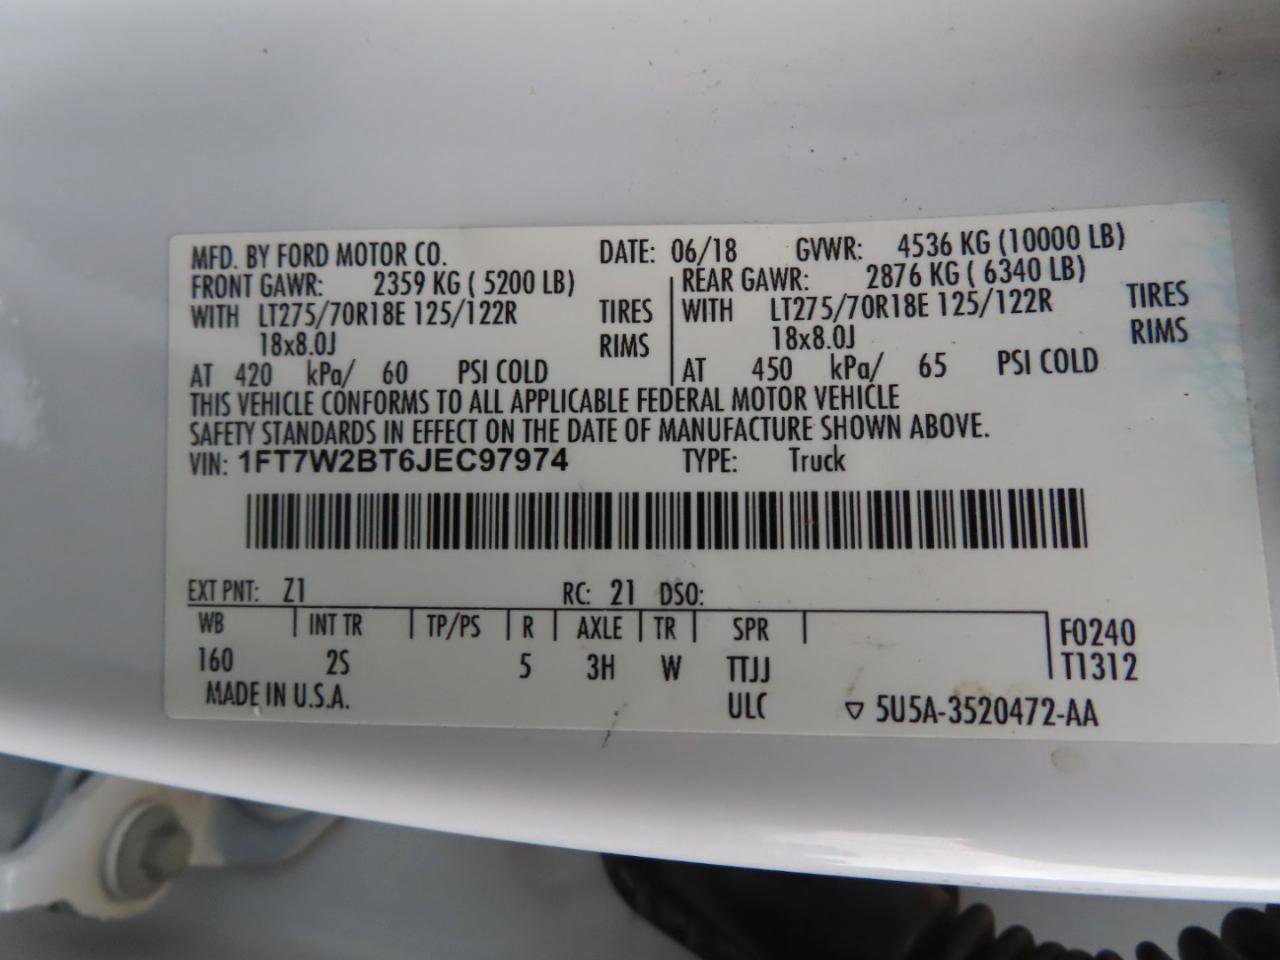 MFD. BY FORD MOTOR CO. DATE: 06/18 GVWR: 4536 KG (10000 LB)
FRONT GAWR: 2359 KG ( 5200 LB) REAR GAWR: 2876 KG ( 6340 LB)
WITH LT275/70R18E 125/122R TIRES WITH LT275/70R18E 125/122R TIRES
18x8.0J RIMS 18x8.0J RIMS
AT 420 kPa/ 60 PSI COLD AT 450 kPa/ 65 PSI COLD
THIS VEHICLE CONFORMS TO ALL APPLICABLE FEDERAL MOTOR VEHICLE
SAFETY STANDARDS IN EFFECT ON THE DATE OF MANUFACTURE SHOWN ABOVE.
VIN: 1FT7W2BT6JEC97974 TYPE: Truck
EXT PNT: Z1 RC: 21 DSO:
WB INT TR TP/PS R AXLE TR SPR F0240
160 2S 5 3H W TTJJ T1312
MADE IN U.S.A. ULC ▽ 5U5A-3520472-AA